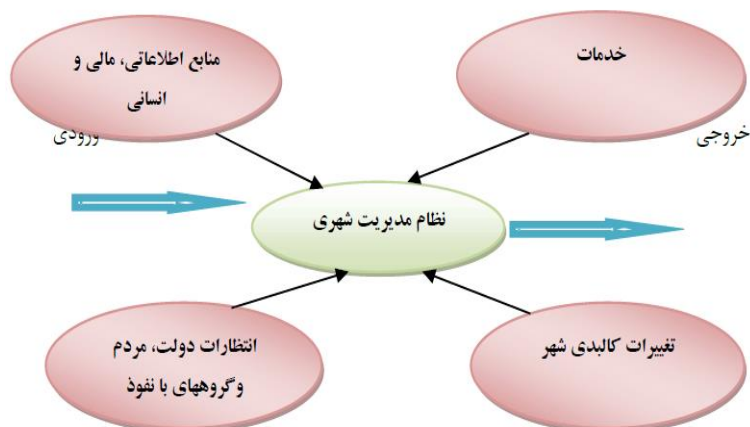 خدمات
منابع اطلاعاتی، مالی و
انسانی
خروجی
ورودی
نظام مدیریت شهری
تغییرات کالبدی شهر
انتظارات دولت، مردم
وگروههای با نفوذ